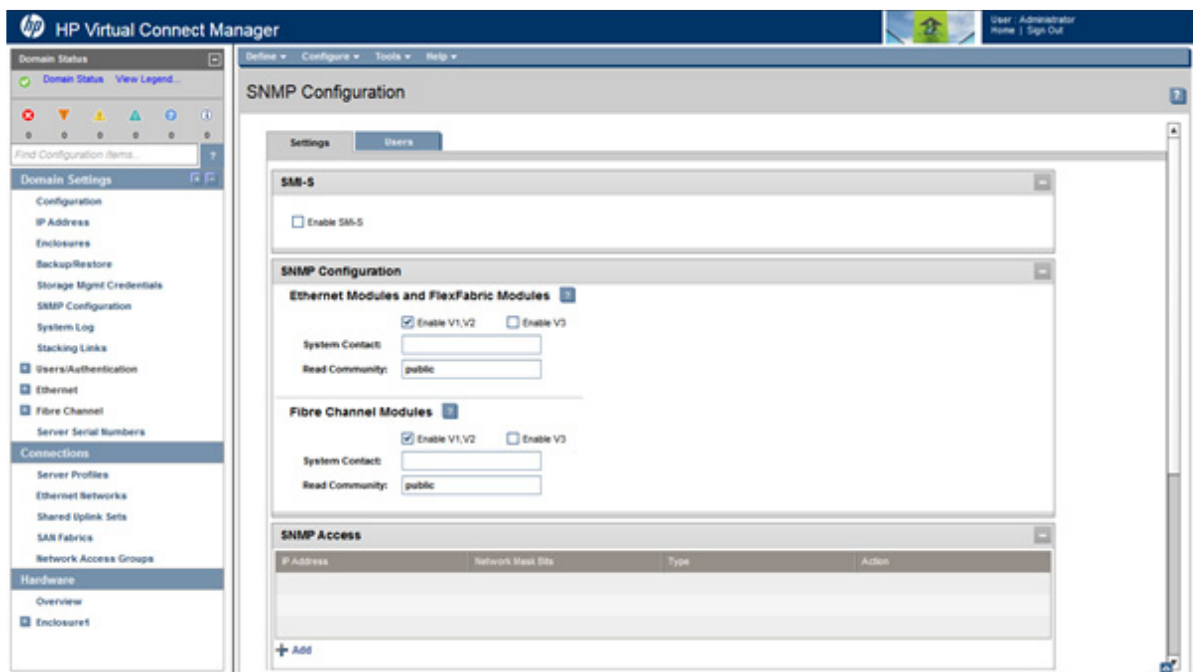 hp HP Virtual Connect Manager
User : Administrator
Home | Sign Out
Domain Status
Domain Status View Legend...
0 0 0 0 0 0
Find Configuration Items...
?
Domain Settings
Configuration
IP Address
Enclosures
Backup/Restore
Storage Mgmt Credentials
SNMP Configuration
System Log
Stacking Links
Users/Authentication
Ethernet
Fibre Channel
Server Serial Numbers
Connections
Server Profiles
Ethernet Networks
Shared Uplink Sets
SAN Fabrics
Network Access Groups
Hardware
Overview
Enclosure1
Define Configure Tools Help
SNMP Configuration
?
Settings Users
SMI-S
Enable SMI-S
SNMP Configuration
Ethernet Modules and FlexFabric Modules ?
Enable V1,V2 Enable V3
System Contact:
Read Community: public
Fibre Channel Modules ?
Enable V1,V2 Enable V3
System Contact:
Read Community: public
SNMP Access
IP Address Network Mask Bits Type Action
+ Add